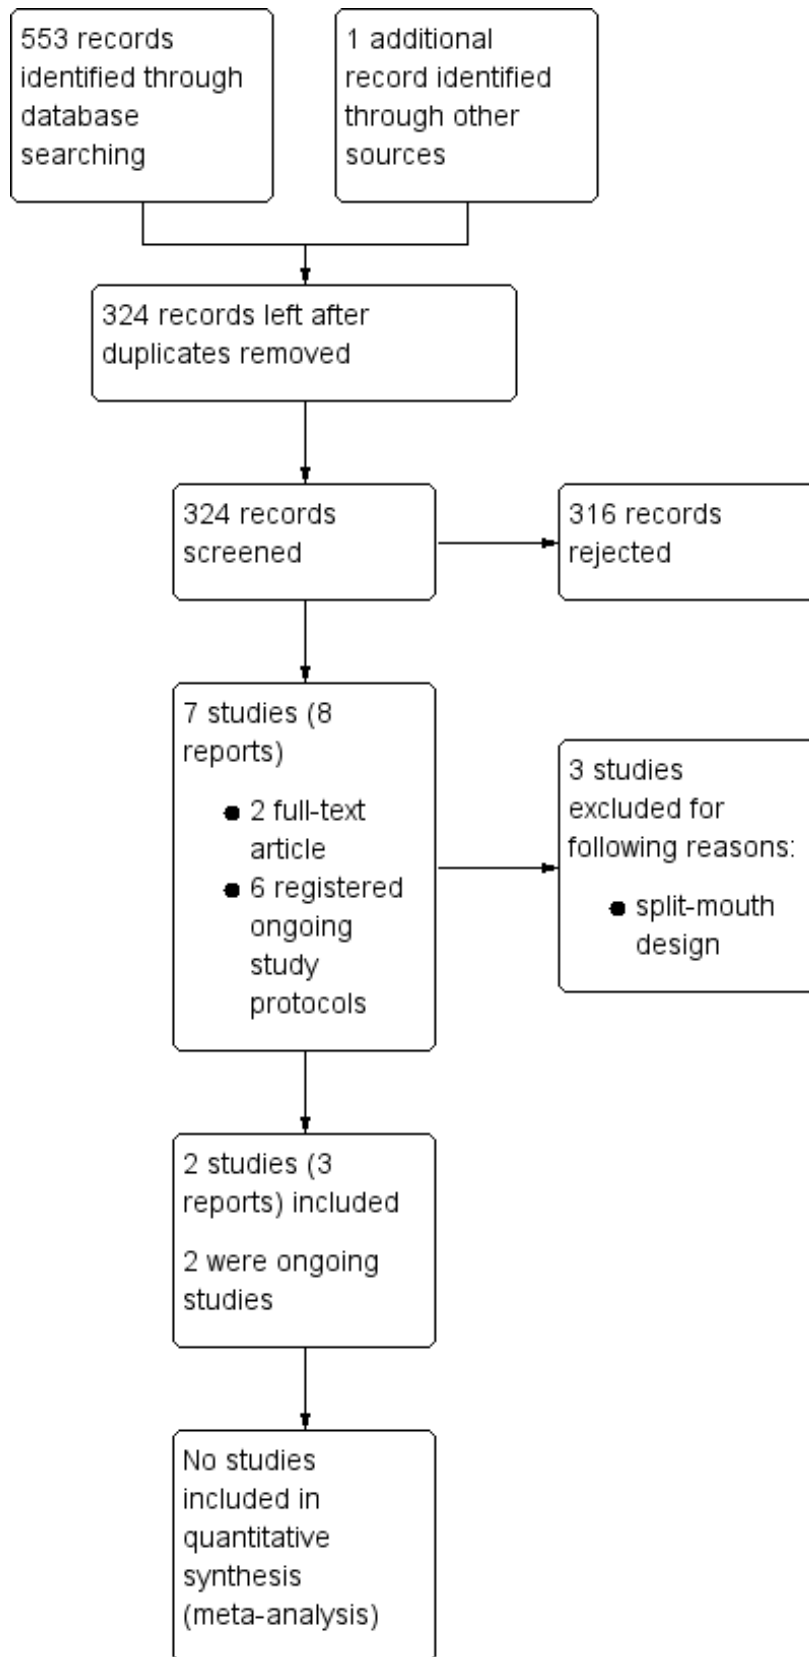 553 records
identified through
database
searching
1 additional
record identified
through other
sources
324 records left after
duplicates removed
324 records
screened
316 records
rejected
7 studies (8
reports)
● 2 full-text
article
● 6 registered
ongoing
study
protocols
3 studies
excluded for
following reasons:
● split-mouth
design
2 studies (3
reports) included
2 were ongoing
studies
No studies
included in
quantitative
synthesis
(meta-analysis)